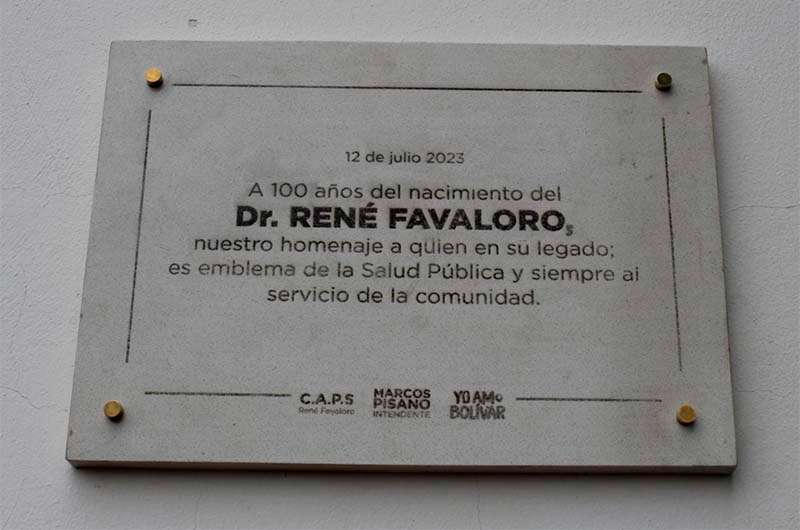 12 de julio 2023
A 100 años del nacimiento del
Dr. RENÉ FAVALORO,
nuestro homenaje a quien en su legado;
es emblema de la Salud Pública y siempre al
servicio de la comunidad.
C.A.P.S
René Favaloro
MARCOS
PISANO
INTENDENTE
YO AMO
BOLÍVAR